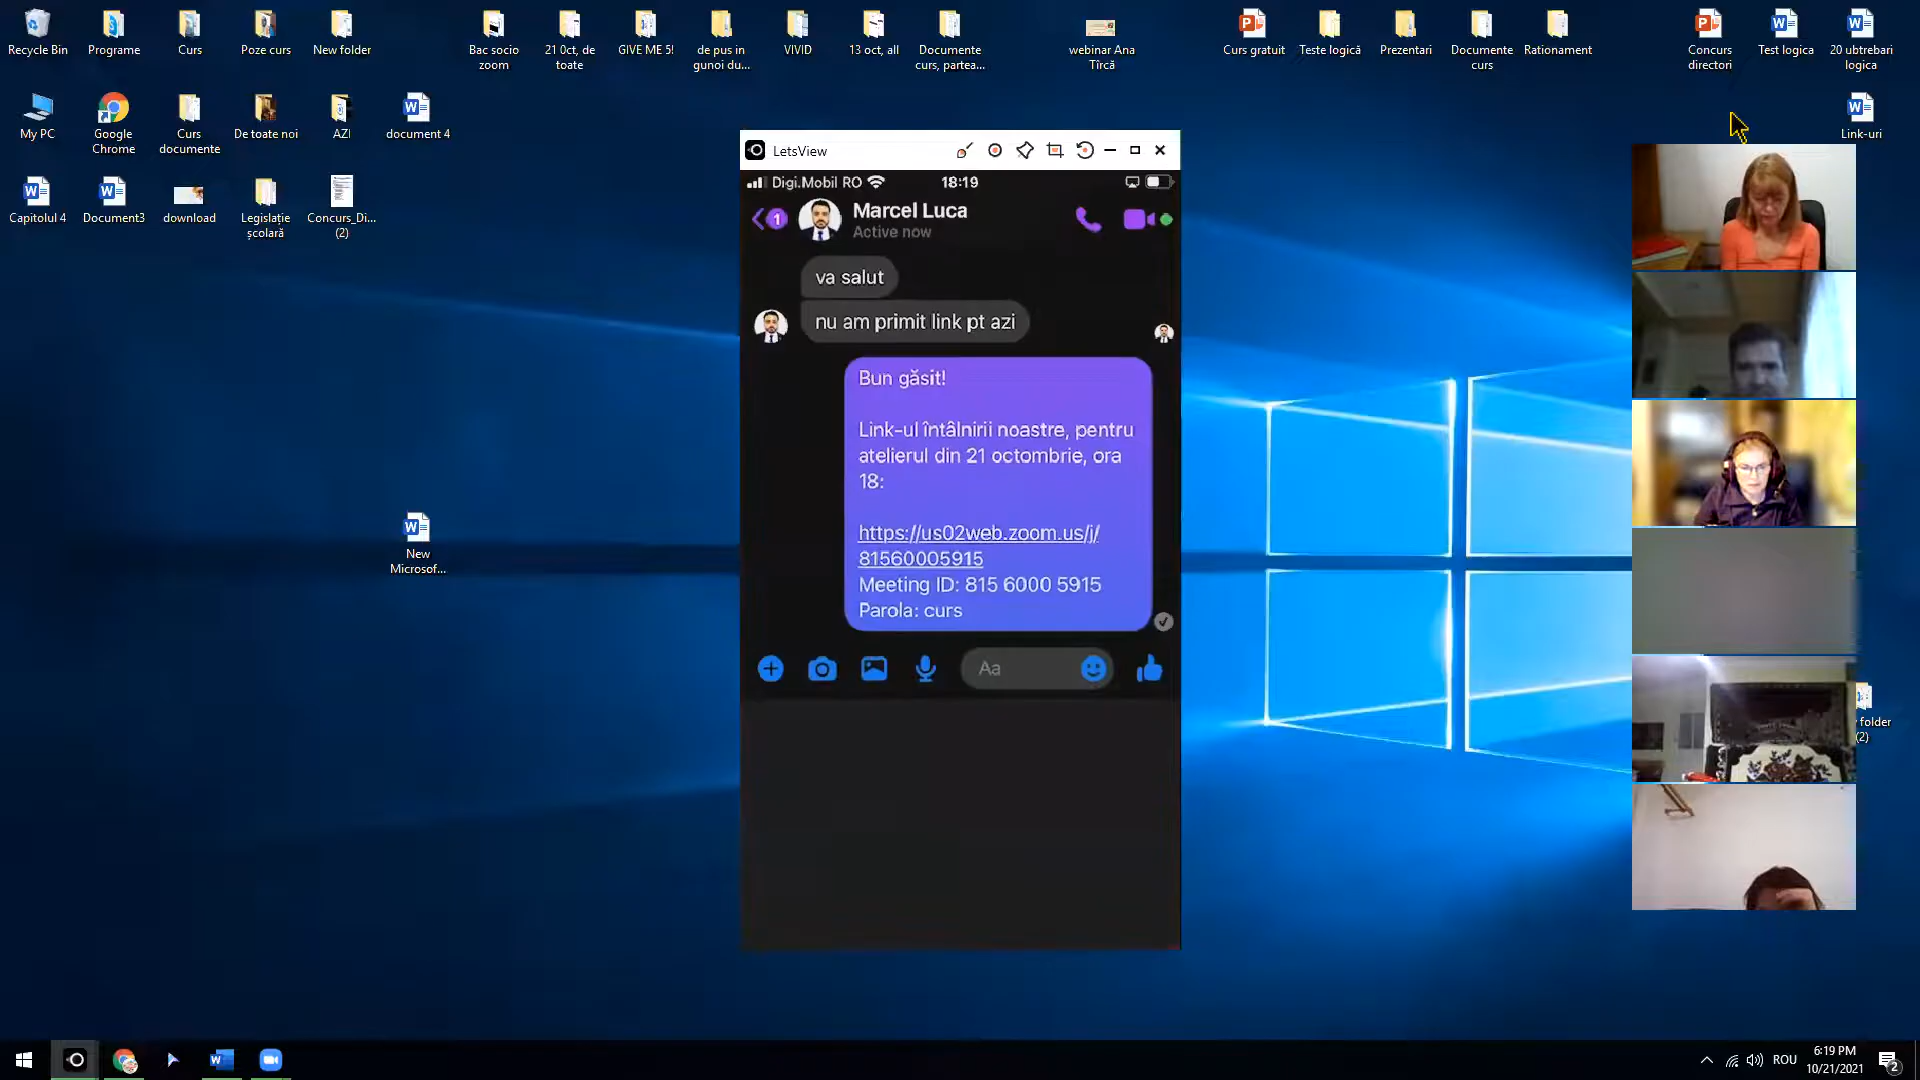 Recycle Bin
Programe
Curs
Poze curs
New folder
Bac socio
zoom
21 Oct, de
toate
GIVE ME 5!
de pus in
gunoi du...
VIVID
13 oct, all
Documente
curs, partea...
webinar Ana
Tîrcă
Curs gratuit
Teste logică
Prezentari
Documente
curs
Rationament
Concurs
directori
Test logica
20 ubtrebari
logica
My PC
Google
Chrome
Curs
documente
De toate noi
AZI
document 4
Link-uri
Capitolul 4
Document3
download
Legislație
școlară
Concurs_Di...
(2)
New
Microsof...
folder
(2)
LetsView
Digi.Mobil RO
18:19
1
Marcel Luca
Active now
va salut
nu am primit link pt azi
Bun găsit!
Link-ul întâlnirii noastre, pentru
atelierul din 21 octombrie, ora
18:
https://us02web.zoom.us/j/
81560005915
Meeting ID: 815 6000 5915
Parola: curs
Aa
ROU
6:19 PM
10/21/2021
2